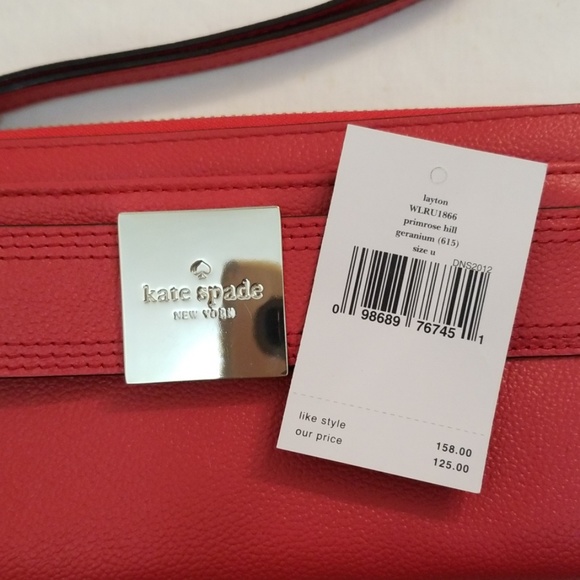 kate spade
NEW YORK
layton
WLRU1866
primrose hill
geranium (615)
size u
DNS2012
0 98689 76745 1
like style 158.00
our price 125.00